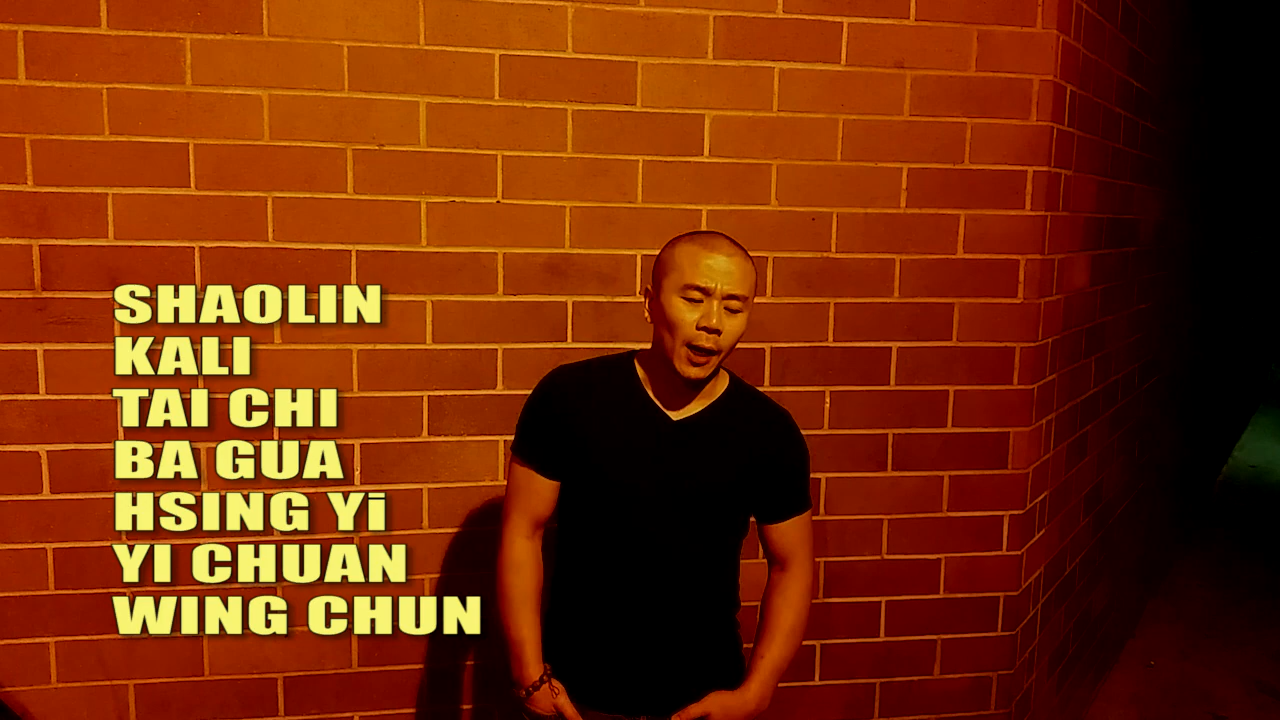 SHAOLIN
KALI
TAI CHI
BA GUA
HSING Yi
YI CHUAN
WING CHUN